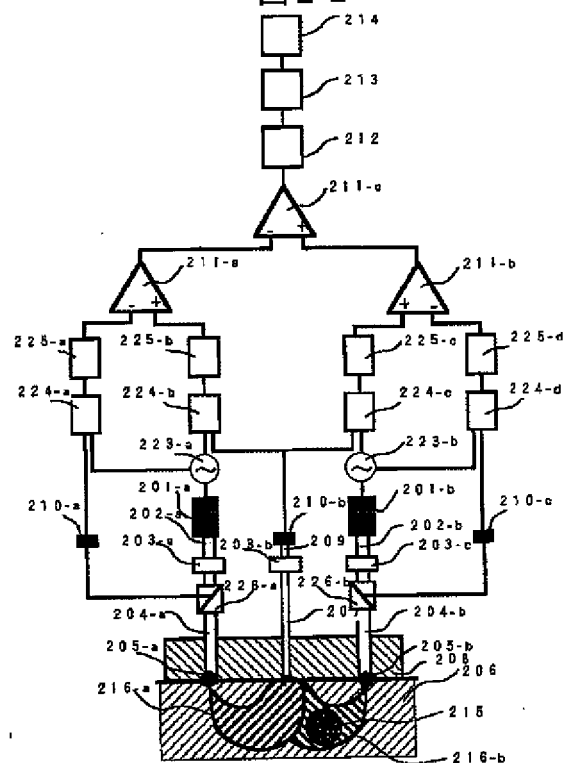 214
213
212
211-c
- +
211-a
211-b
- +
+ -
225-a
225-b
225-c
225-d
224-a
224-b
224-c
224-d
223-a
223-b
201-a
201-b
210-a
202-a
210-b
210-c
209
202-b
203-a
203-b
203-c
226-a
226-b
204-a
207
204-b
205-a
205-b
208
206
216-a
215
216-b